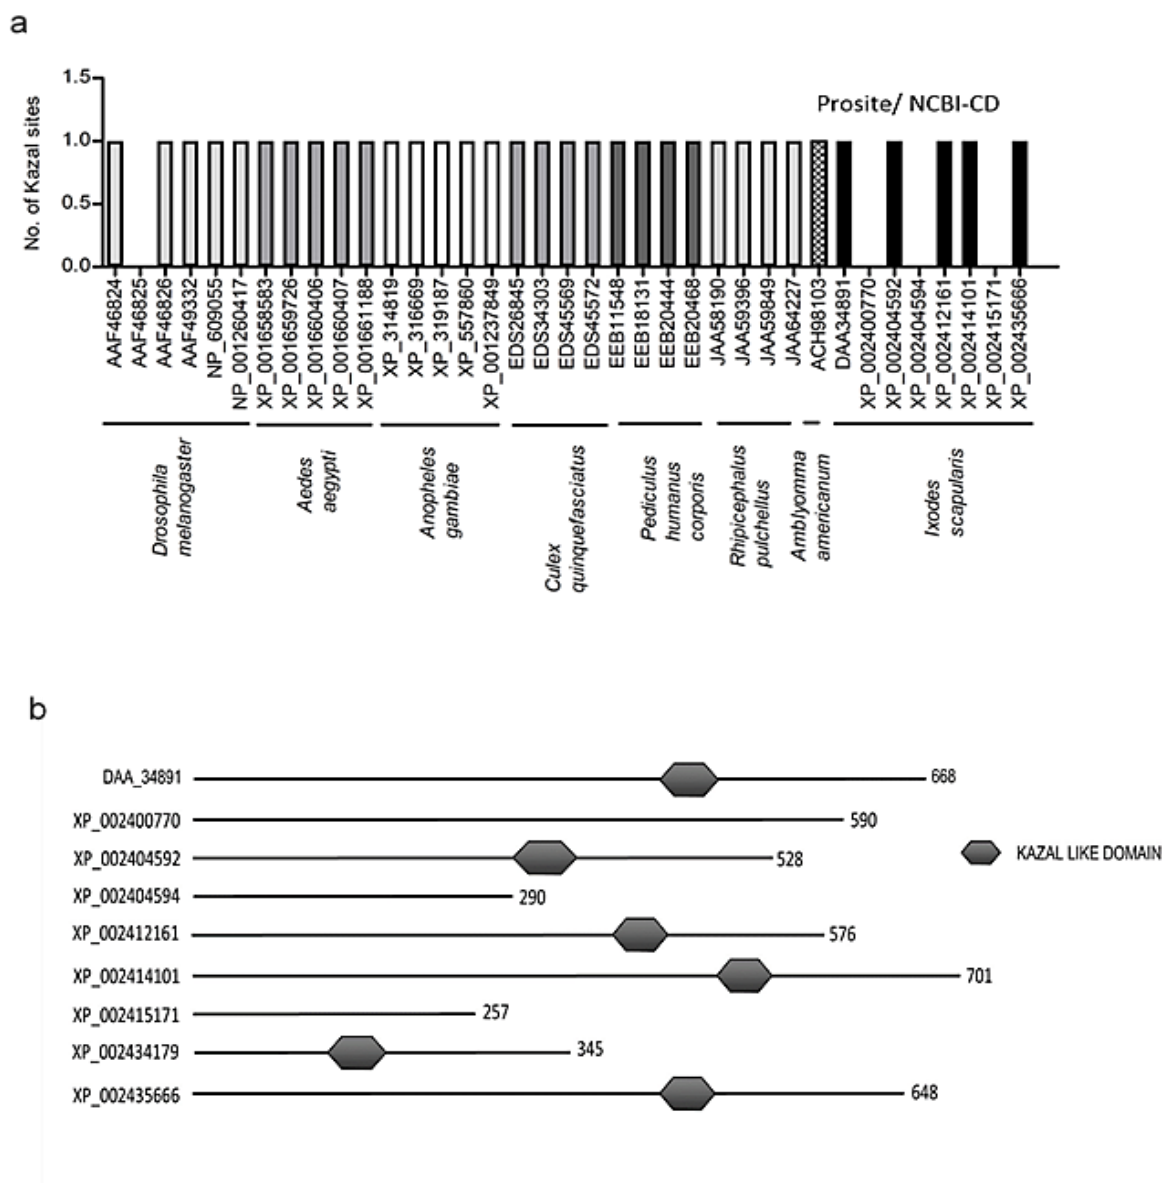 a
No. of Kazal sites
1.5
1.0
0.5
0.0
Prosite/ NCBI-CD
AAF46824
AAF46825
AAF46826
AAF49332
NP_609055
NP_001260417
XP_001658583
XP_001659726
XP_001660406
XP_001660407
XP_001661188
XP_314819
XP_316669
XP_319187
XP_557860
XP_001237849
EDS26845
EDS34303
EDS45569
EDS45572
EEB11548
EEB18131
EEB20444
EEB20468
JAA58190
JAA59396
JAA59849
JAA64227
ACH98103
DAA34891
XP_002400770
XP_002404592
XP_002404594
XP_002412161
XP_002414101
XP_002415171
XP_002435666
Drosophila
melanogaster
Aedes
aegypti
Anopheles
gambiae
Culex
quinquefasciatus
Pediculus
humanus
corporis
Rhipicephalus
pulchellus
Amblyomma
americanum
Ixodes
scapularis
b
DAA_34891 668
XP_002400770 590
XP_002404592 528
KAZAL LIKE DOMAIN
XP_002404594 290
XP_002412161 576
XP_002414101 701
XP_002415171 257
XP_002434179 345
XP_002435666 648